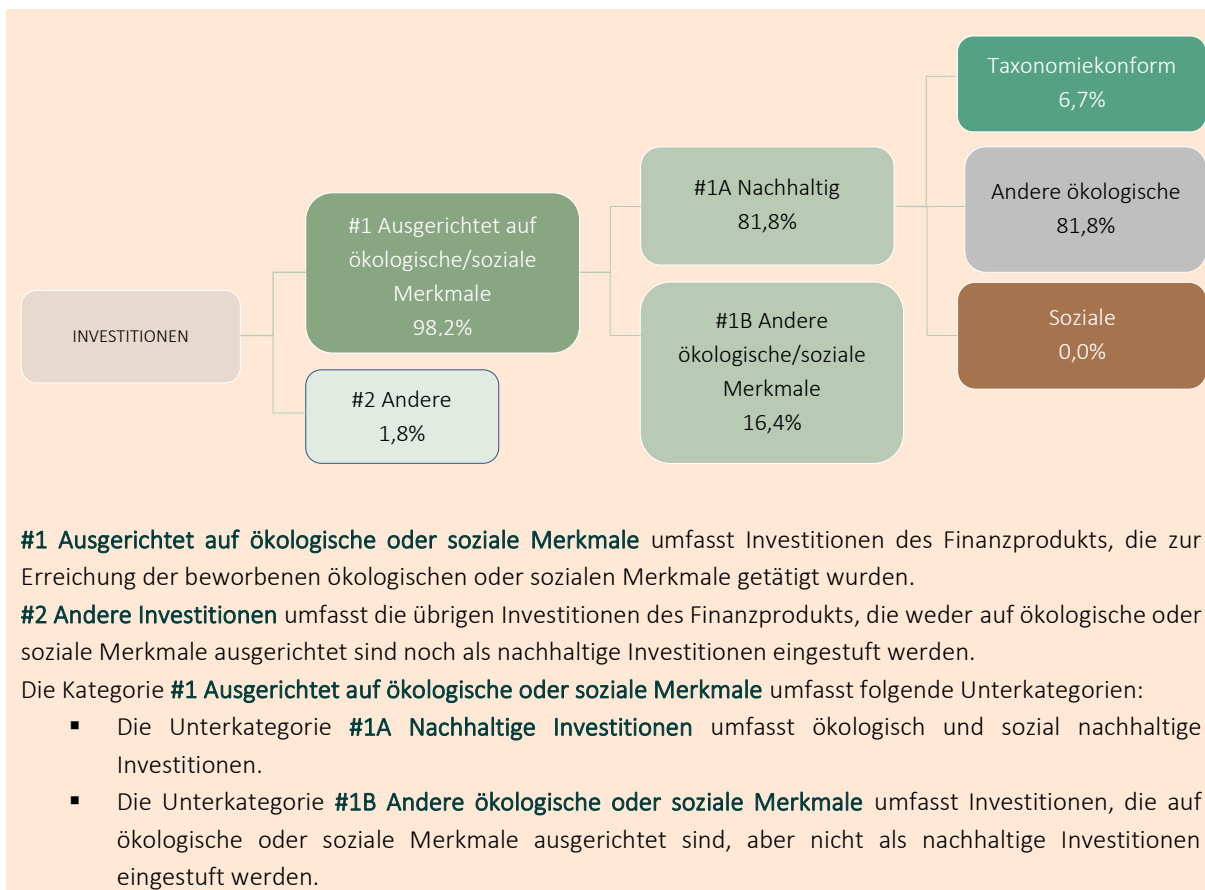 INVESTITIONEN
#1 Ausgerichtet auf
ökologische/soziale
Merkmale
98,2%
#2 Andere
1,8%
#1A Nachhaltig
81,8%
#1B Andere
ökologische/soziale
Merkmale
16,4%
Taxonomiekonform
6,7%
Andere ökologische
81,8%
Soziale
0,0%
#1 Ausgerichtet auf ökologische oder soziale Merkmale umfasst Investitionen des Finanzprodukts, die zur
Erreichung der beworbenen ökologischen oder sozialen Merkmale getätigt wurden.
#2 Andere Investitionen umfasst die übrigen Investitionen des Finanzprodukts, die weder auf ökologische oder
soziale Merkmale ausgerichtet sind noch als nachhaltige Investitionen eingestuft werden.
Die Kategorie #1 Ausgerichtet auf ökologische oder soziale Merkmale umfasst folgende Unterkategorien:
▪ Die Unterkategorie #1A Nachhaltige Investitionen umfasst ökologisch und sozial nachhaltige
Investitionen.
▪ Die Unterkategorie #1B Andere ökologische oder soziale Merkmale umfasst Investitionen, die auf
ökologische oder soziale Merkmale ausgerichtet sind, aber nicht als nachhaltige Investitionen
eingestuft werden.